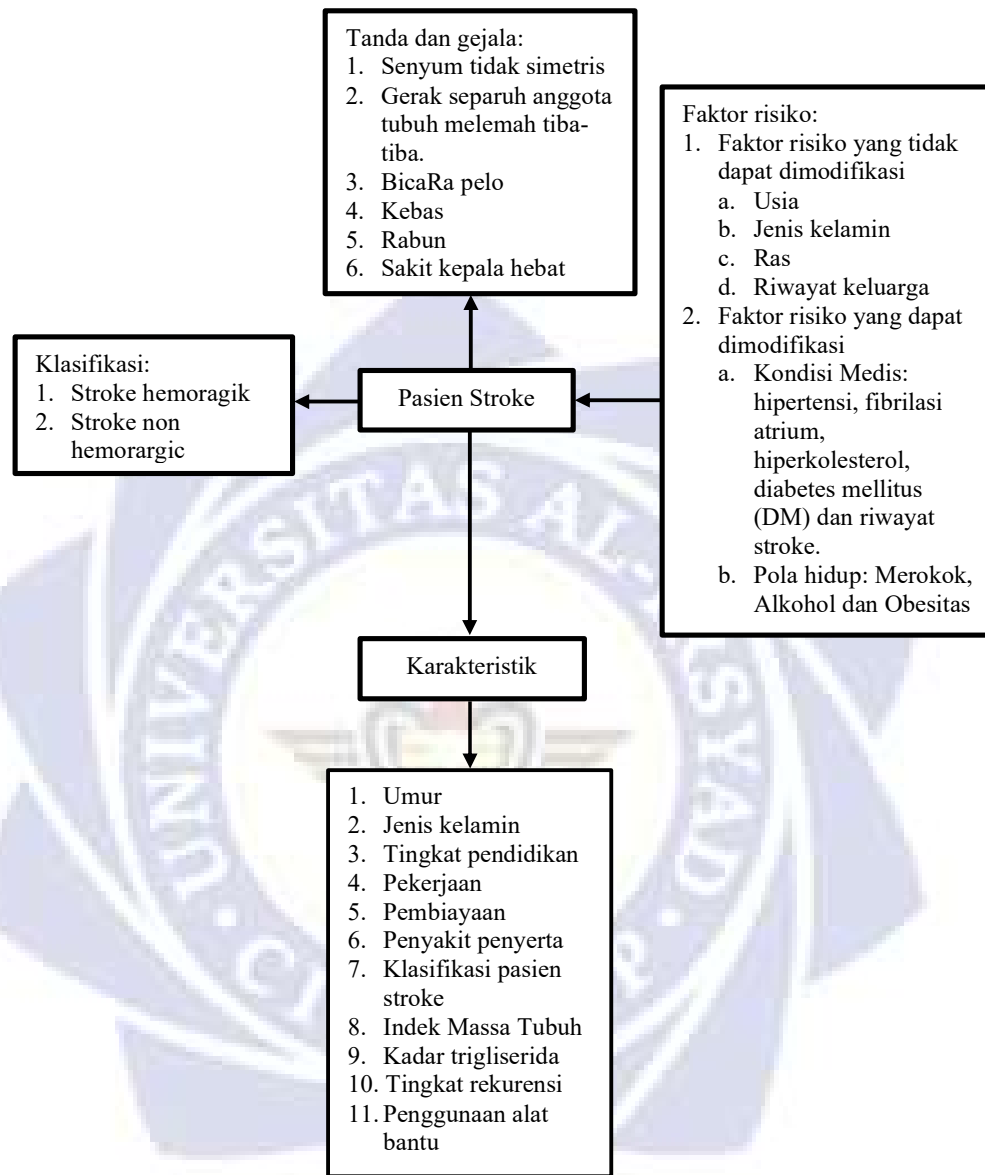 Tanda dan gejala:
1. Senyum tidak simetris
2. Gerak separuh anggota
tubuh melemah tiba-
tiba.
3. BicaRa pelo
4. Kebas
5. Rabun
6. Sakit kepala hebat
Faktor risiko:
1. Faktor risiko yang tidak
dapat dimodifikasi
a. Usia
b. Jenis kelamin
c. Ras
d. Riwayat keluarga
2. Faktor risiko yang dapat
dimodifikasi
a. Kondisi Medis:
hipertensi, fibrilasi
atrium,
hiperkolesterol,
diabetes mellitus
(DM) dan riwayat
stroke.
b. Pola hidup: Merokok,
Alkohol dan Obesitas
Klasifikasi:
1. Stroke hemoragik
2. Stroke non
hemorargic
Pasien Stroke
Karakteristik
1. Umur
2. Jenis kelamin
3. Tingkat pendidikan
4. Pekerjaan
5. Pembiayaan
6. Penyakit penyerta
7. Klasifikasi pasien
stroke
8. Indek Massa Tubuh
9. Kadar trigliserida
10. Tingkat rekurensi
11. Penggunaan alat
bantu
UNIVERSITAS AL